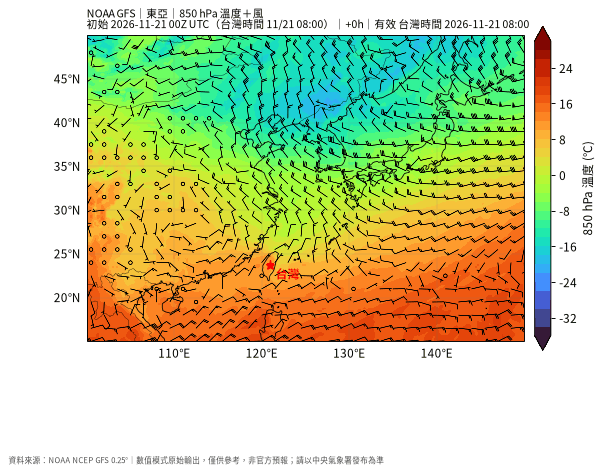 NOAA GFS｜東亞｜850 hPa 溫度＋風
初始 2026-11-21 00Z UTC（台灣時間 11/21 08:00）｜+0h｜有效 台灣時間 2026-11-21 08:00
45°N
40°N
35°N
30°N
25°N
20°N
110°E
120°E
130°E
140°E
台灣
24
16
8
0
-8
-16
-24
-32
850 hPa 溫度 (°C)
資料來源：NOAA NCEP GFS 0.25°｜數值模式原始輸出，僅供參考，非官方預報；請以中央氣象署發布為準